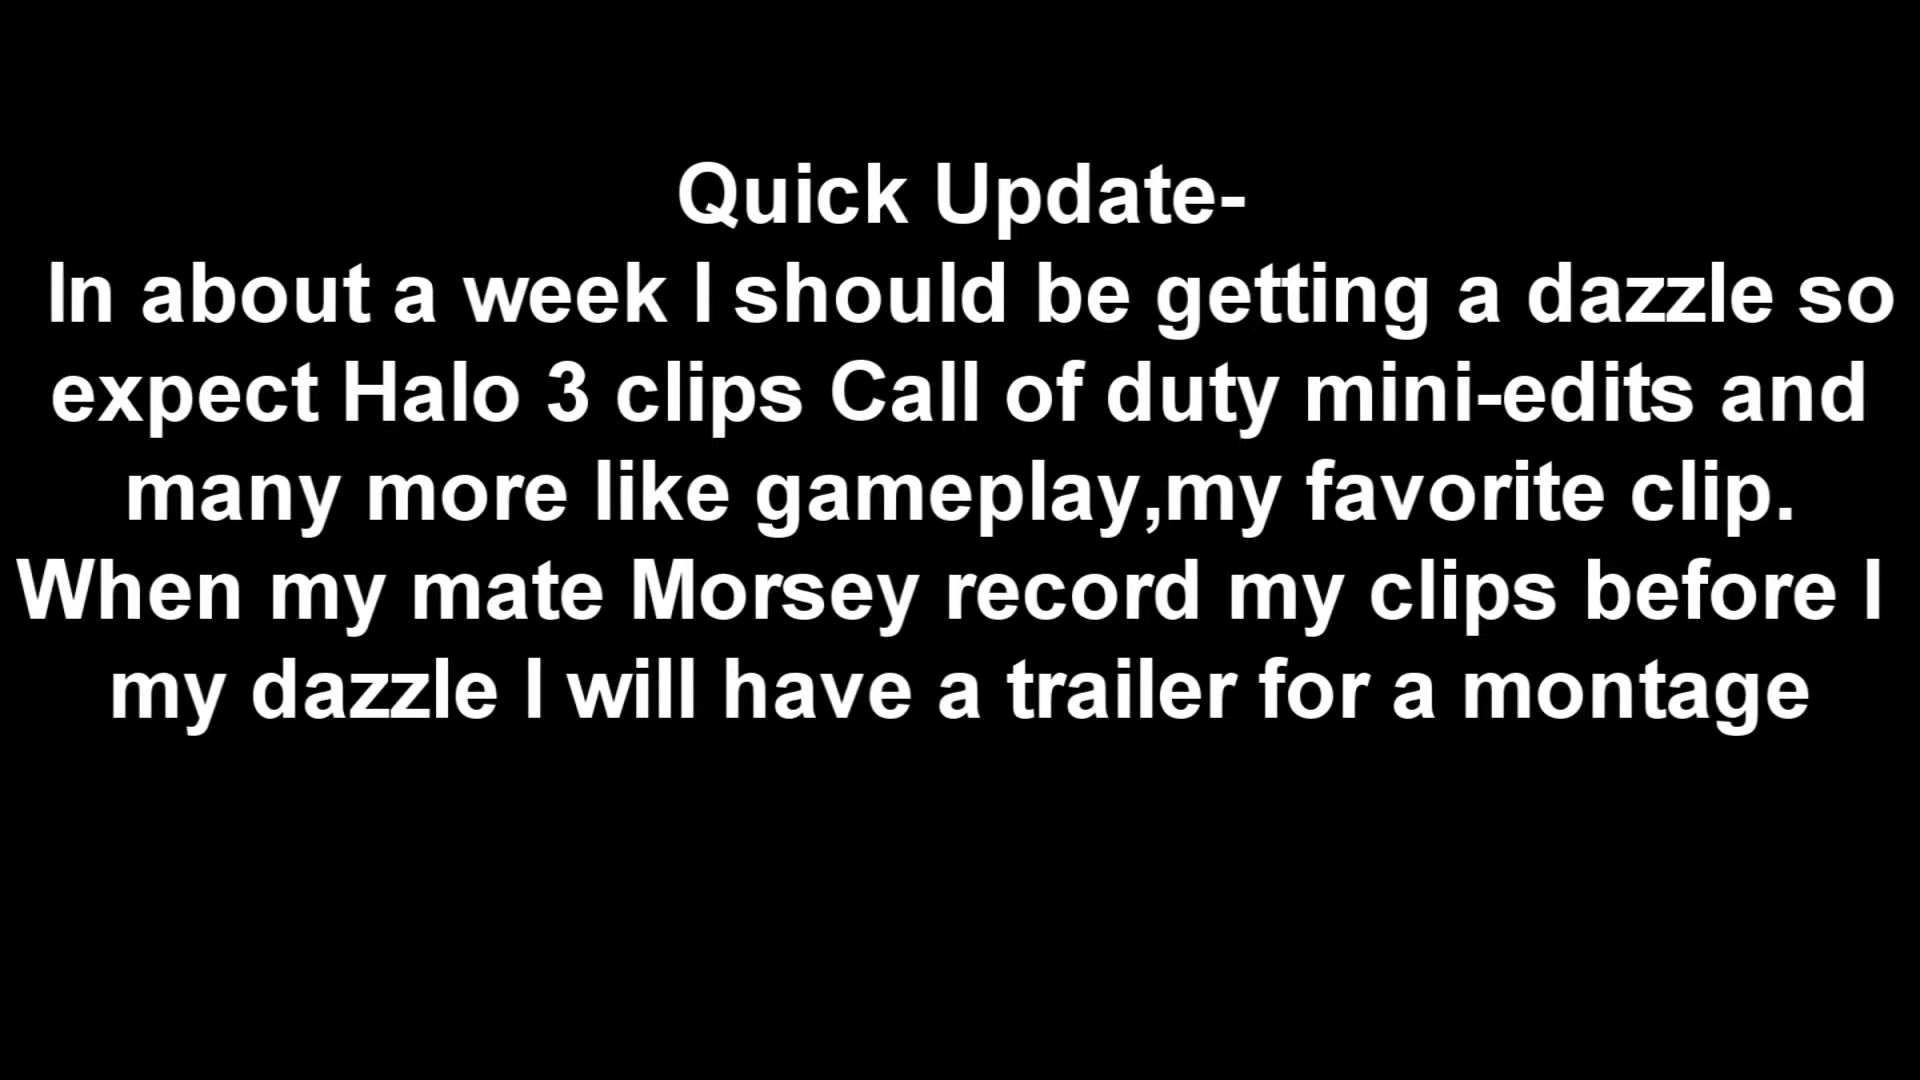 Quick Update-
In about a week I should be getting a dazzle so
expect Halo 3 clips Call of duty mini-edits and
many more like gameplay,my favorite clip.
When my mate Morsey record my clips before I
my dazzle I will have a trailer for a montage